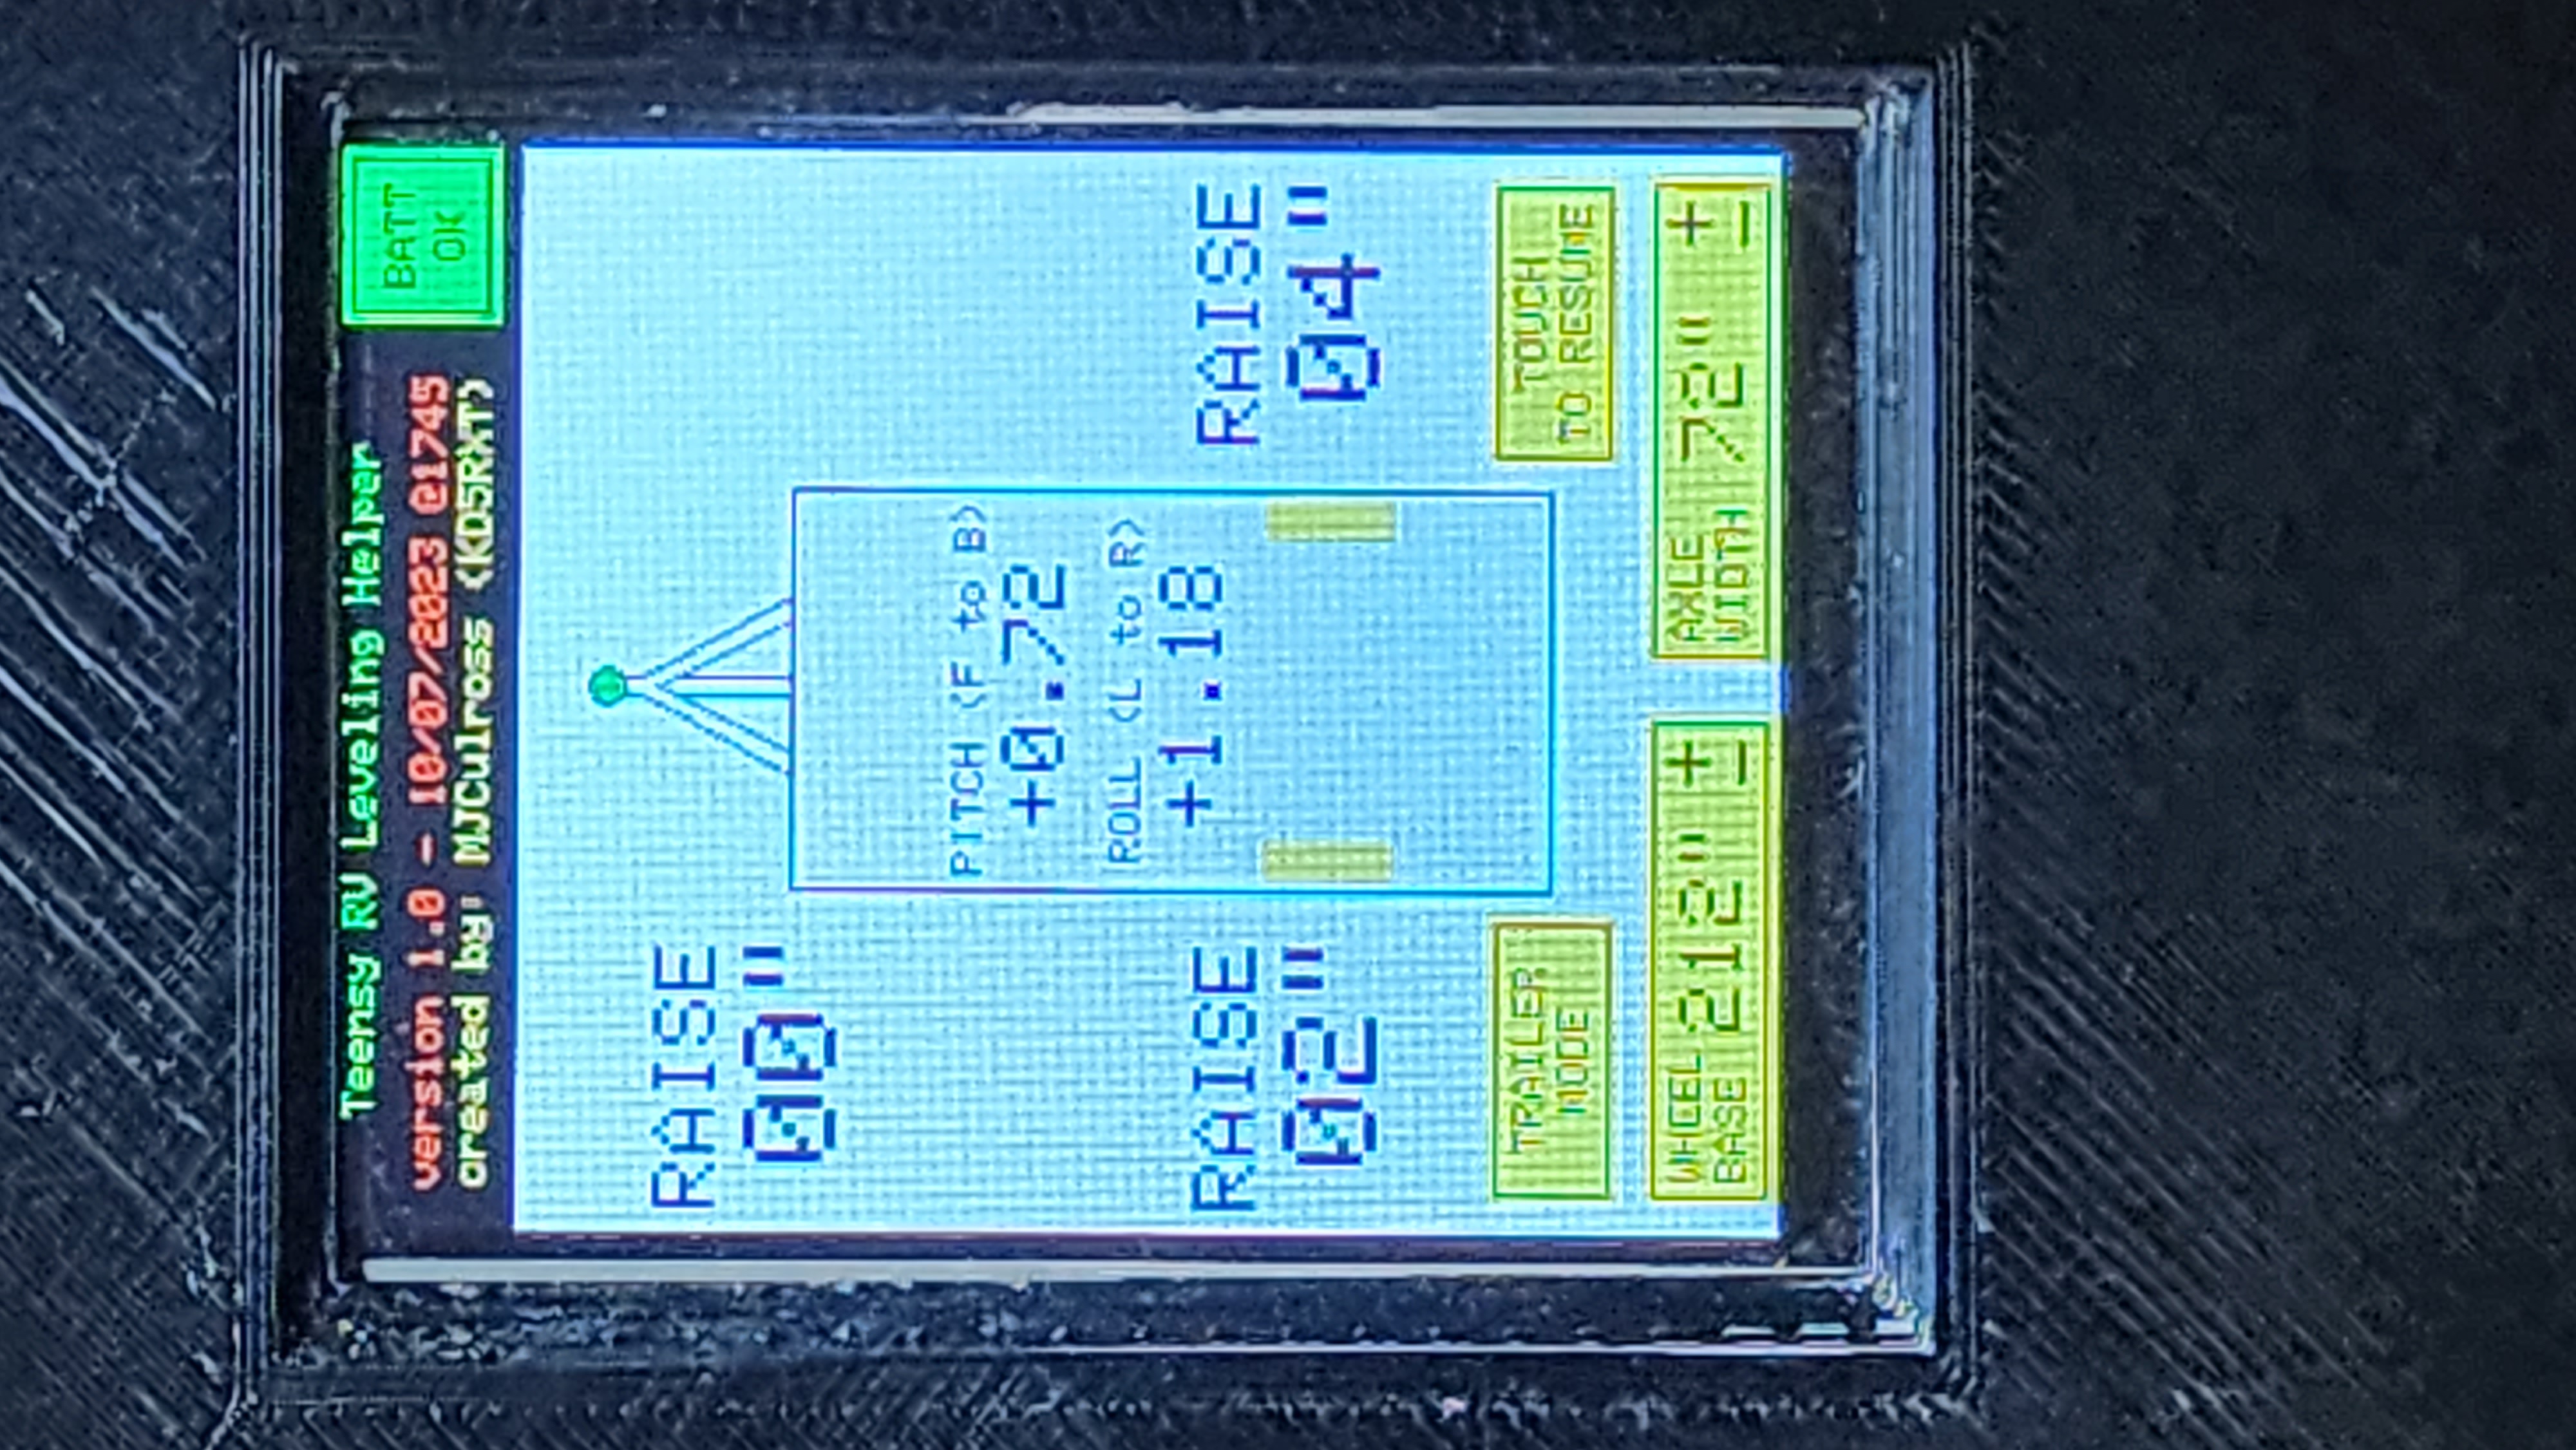 Teensy RV Leveling Helper
version 1.0 - 10/07/2023 @1745
created by: MJCulross (KD5RXT)
BATT
OK
RAISE
00"
PITCH (F to B)
+0.72
ROLL (L to R)
+1.18
RAISE
02"
RAISE
04"
TRAILER
MODE
TOUCH
TO RESUME
WHEEL
BASE
212"
+
-
AXLE
WIDTH
72"
+
-